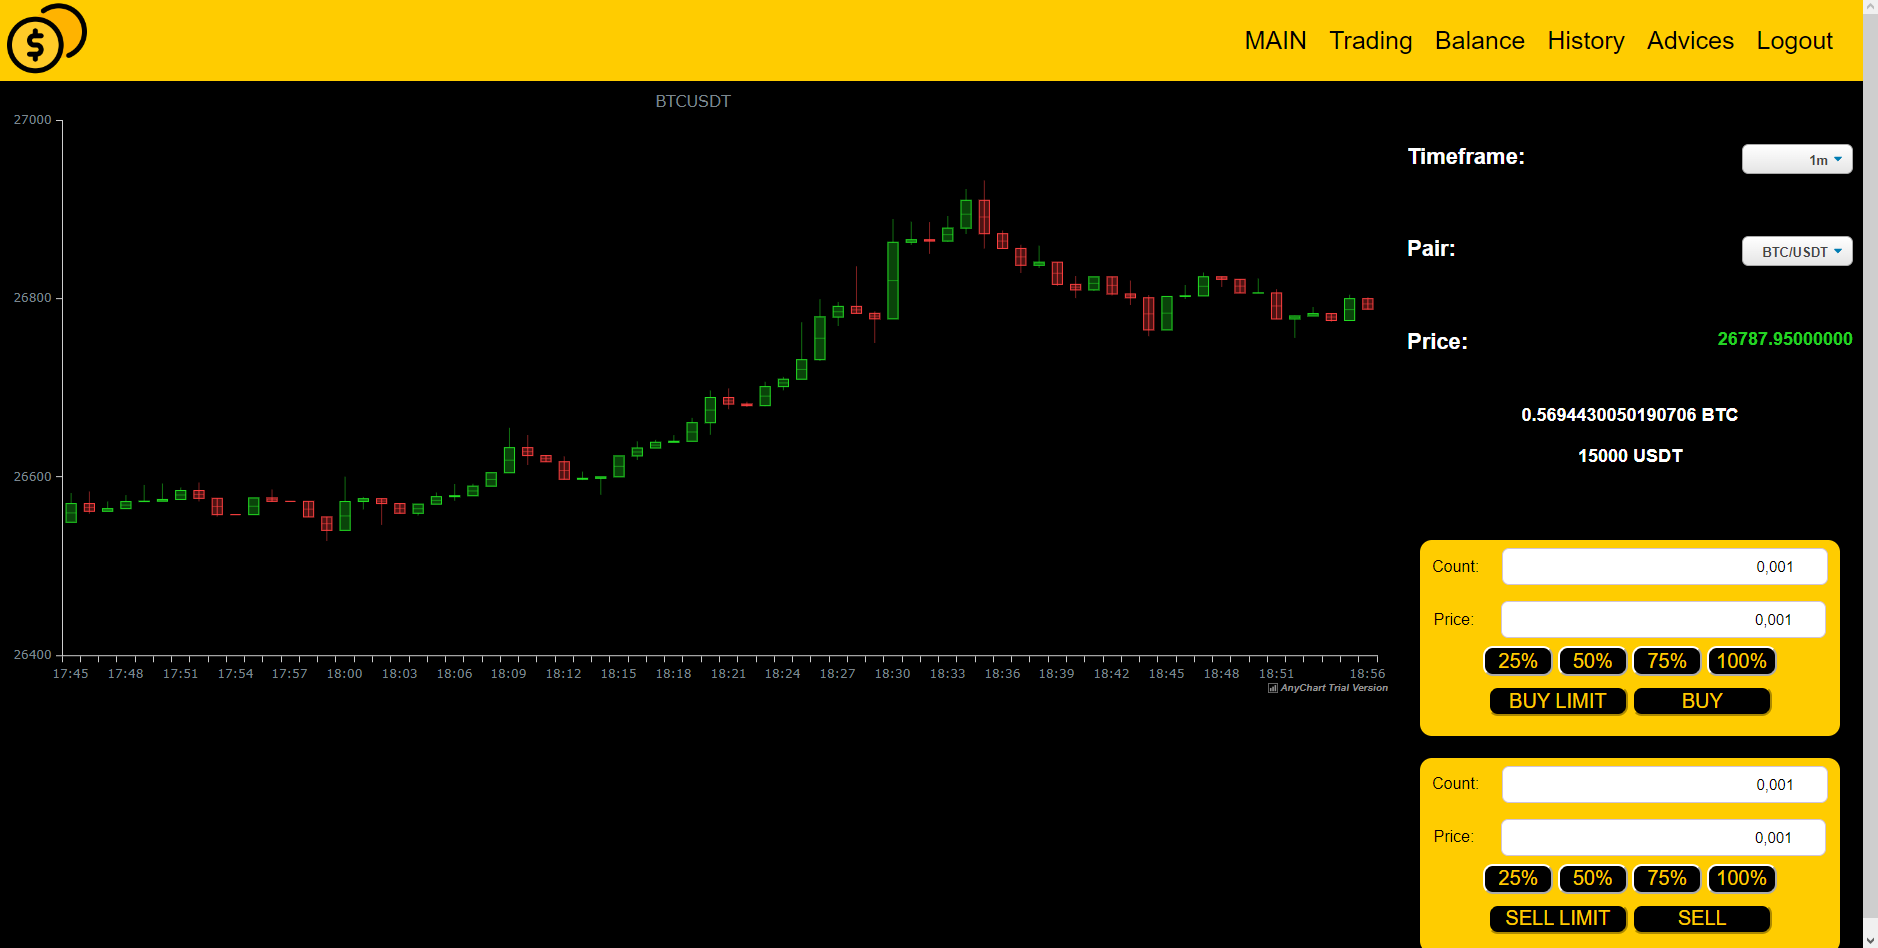 $
MAIN Trading Balance History Advices Logout
BTCUSDT
27000
26800
26600
26400
17:45 17:48 17:51 17:54 17:57 18:00 18:03 18:06 18:09 18:12 18:15 18:18 18:21 18:24 18:27 18:30 18:33 18:36 18:39 18:42 18:45 18:48 18:51 18:56
AnyChart Trial Version
Timeframe: 1m
Pair: BTC/USDT
Price: 26787.95000000
0.5694430050190706 BTC
15000 USDT
Count: 0,001
Price: 0,001
25% 50% 75% 100%
BUY LIMIT BUY
Count: 0,001
Price: 0,001
25% 50% 75% 100%
SELL LIMIT SELL